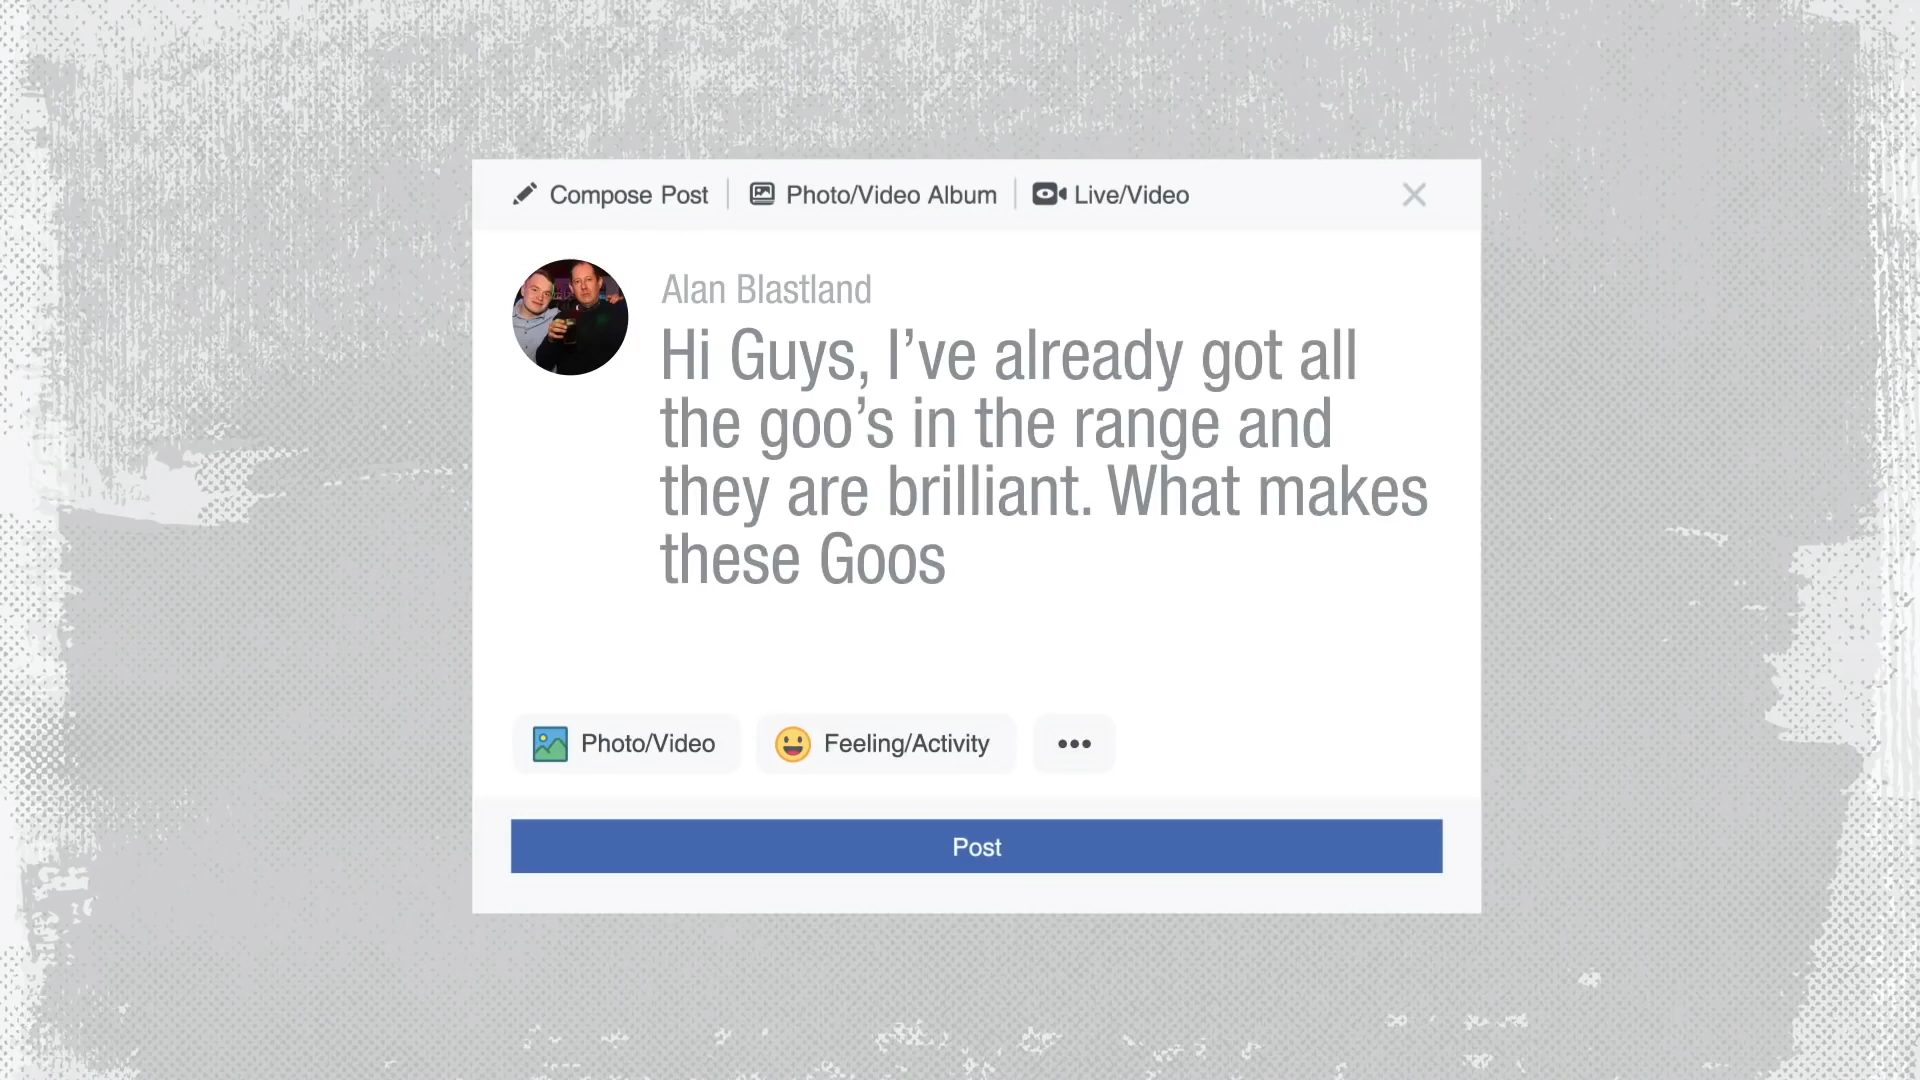 Compose Post
Photo/Video Album
Live/Video
Alan Blastland
Hi Guys, I’ve already got all
the goo’s in the range and
they are brilliant. What makes
these Goos
Photo/Video
Feeling/Activity
Post